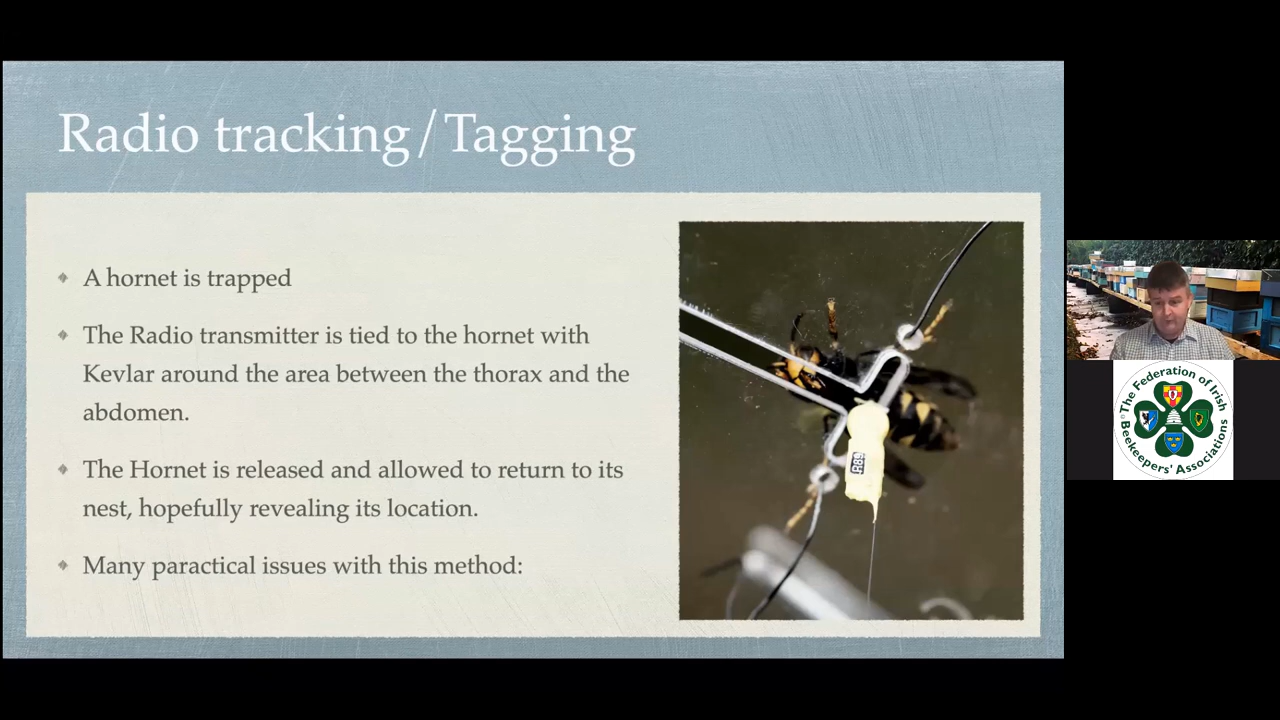 Radio tracking/Tagging
A hornet is trapped
The Radio transmitter is tied to the hornet with
Kevlar around the area between the thorax and the
abdomen.
The Hornet is released and allowed to return to its
nest, hopefully revealing its location.
Many paractical issues with this method:
The Federation of Irish
Beekeepers' Associations